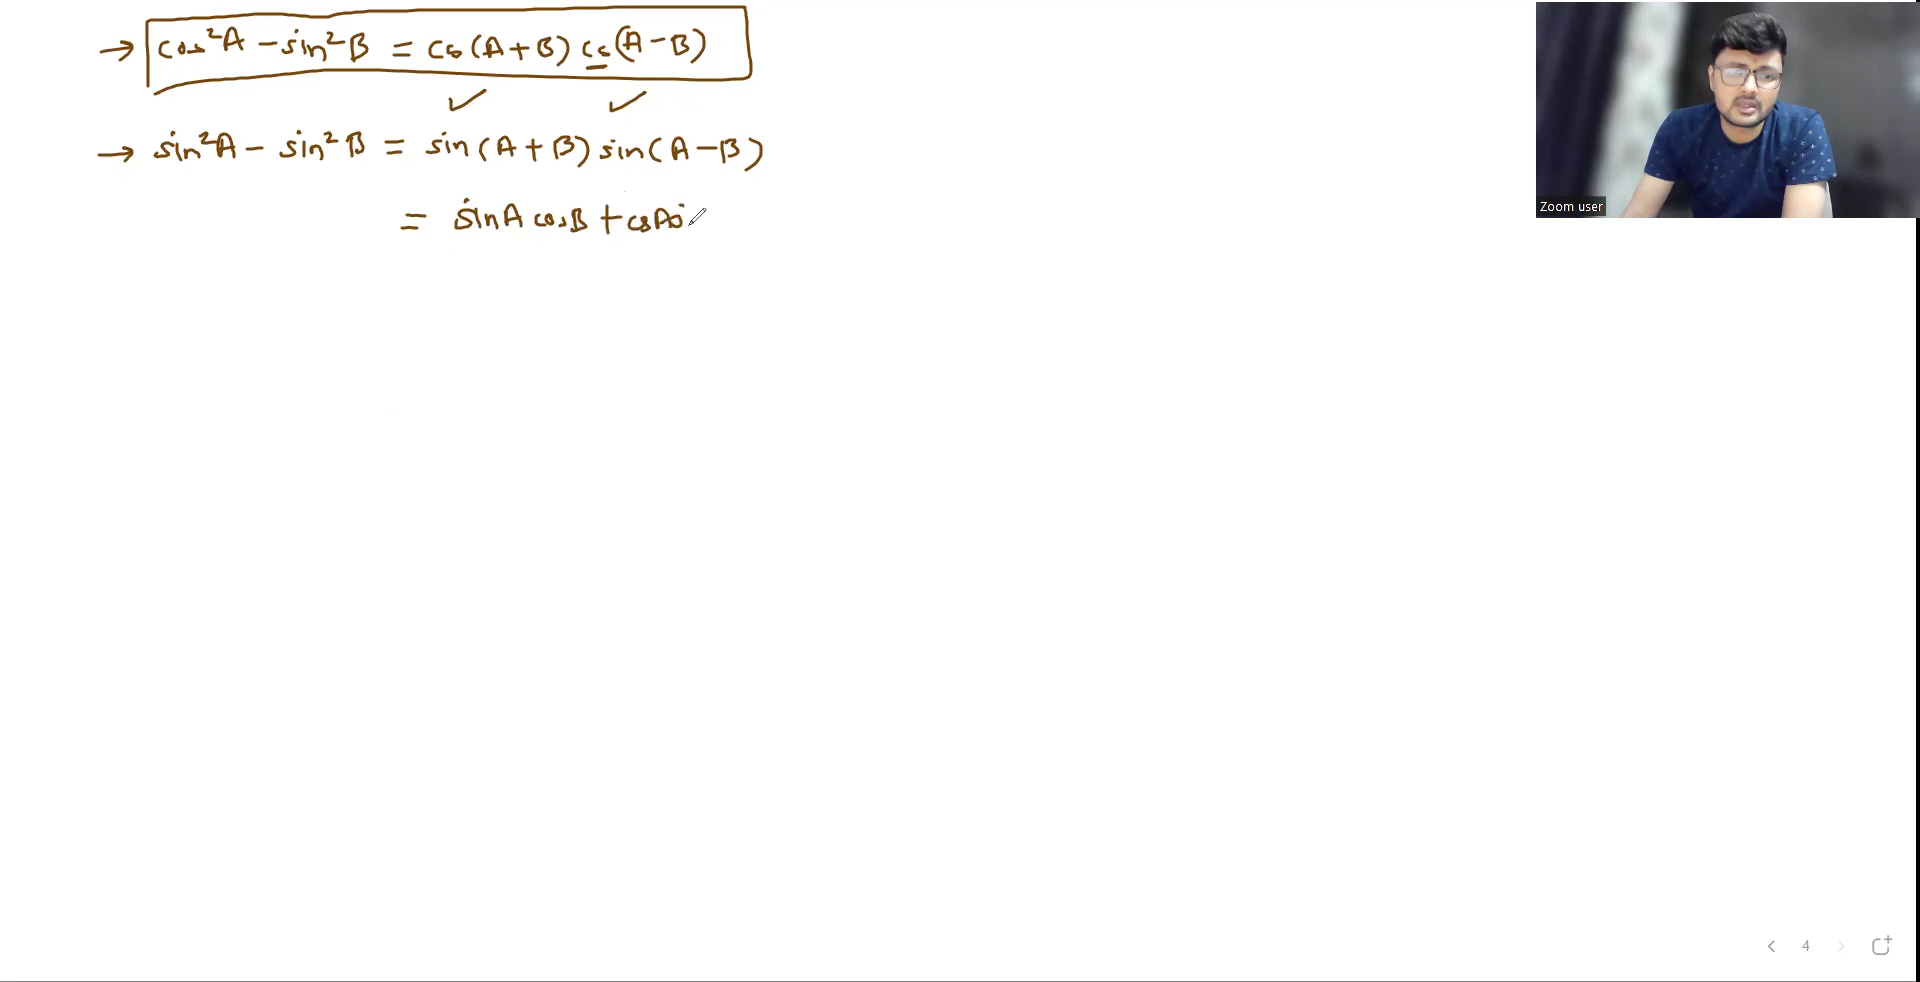 → cos²A - sin²B = cos(A+B) cos(A-B)
→ sin²A - sin²B = sin(A+B) sin(A-B)
= sinA cosB + cosA
Zoom user
4